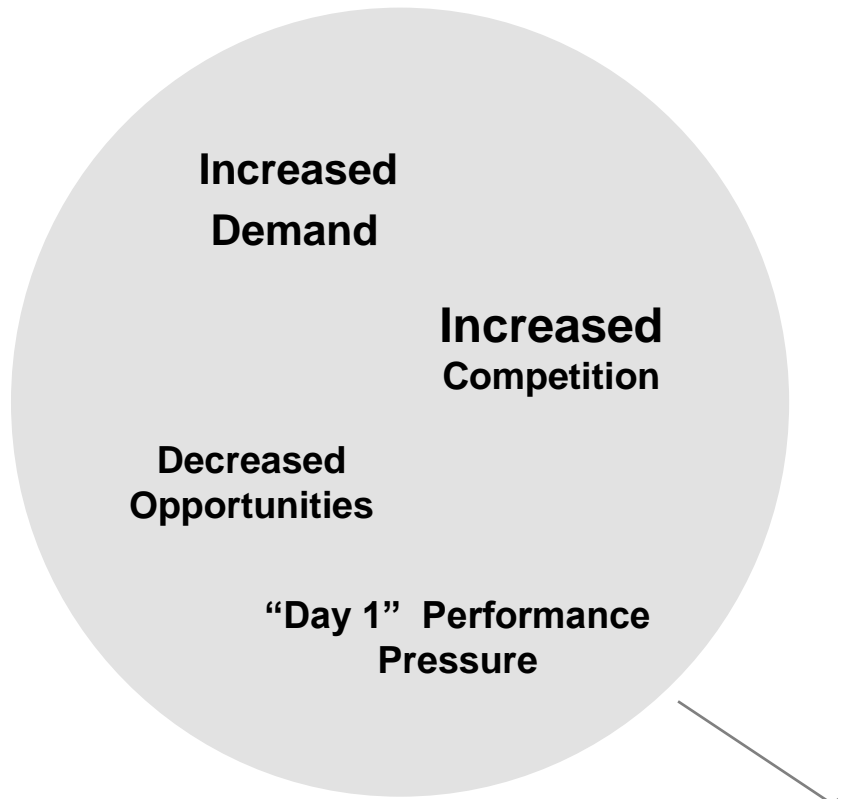 Increased
Demand
Increased
Competition
Decreased
Opportunities
“Day 1”  Performance
Pressure